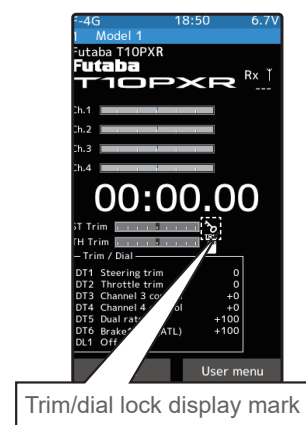 -4G 18:50 6.7V
Model 1
Futaba T10PXR
Futaba
T10PXR Rx
---
Ch.1
Ch.2
Ch.3
Ch.4
00:00.00
ST Trim
TH Trim
Trim / Dial
DT1 Steering trim 0
DT2 Throttle trim 0
DT3 Channel 3 +0
DT4 Channel 4 +0
DT5 Dual +100
DT6 Brake1 ATL) +100
DL1 Off
User menu
Trim/dial lock display mark